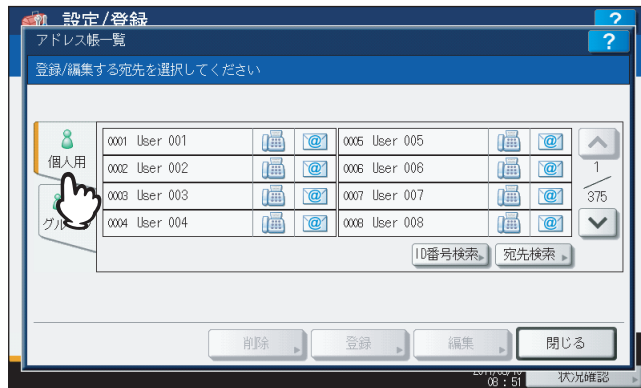 設定/登録
?
アドレス帳一覧
?
登録/編集する宛先を選択してください
個人用
0001 User 001
@
0005 User 005
@
0002 User 002
@
0006 User 006
@
1
0003 User 003
@
0007 User 007
@
375
0004 User 004
@
0008 User 008
@
ID番号検索
宛先検索
削除
登録
編集
閉じる
08:51
状況確認